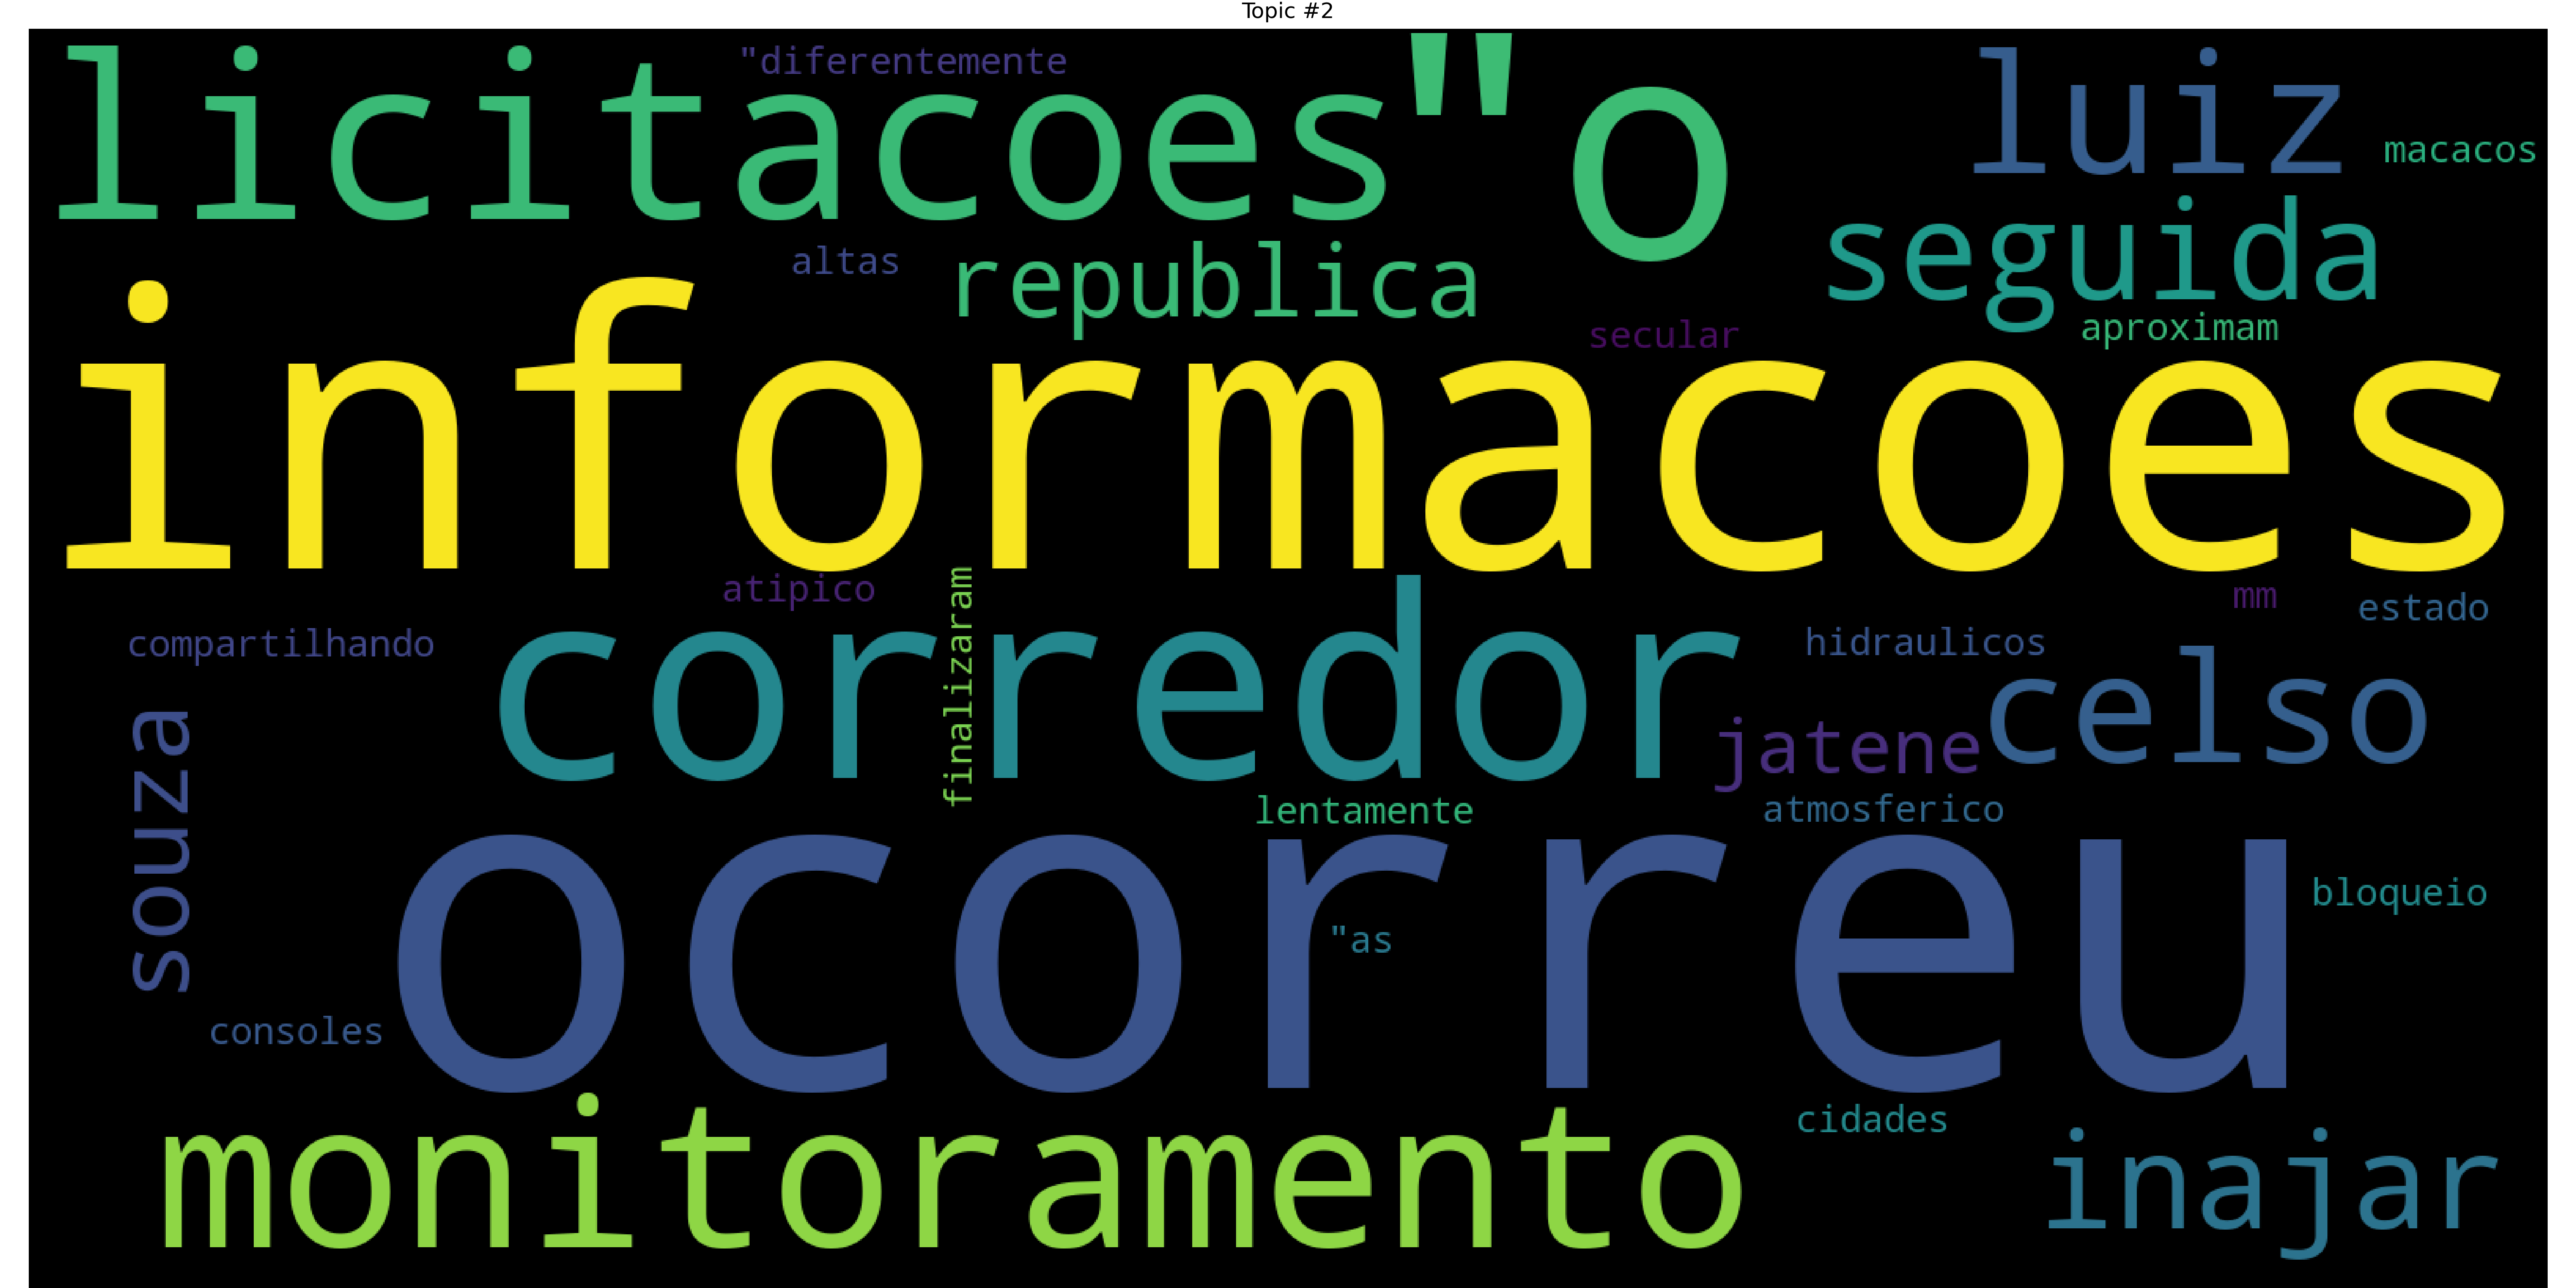 Topic #2
licitacoes
"diferentemente
"o
luiz
macacos
altas
republica
seguida
secular
aproximam
informacoes
atipico
finalizaram
mm
estado
compartilhando
corredor
hidraulicos
celso
souza
jatene
lentamente
atmosferico
ocorreu
"as
bloqueio
consoles
monitoramento
cidades
inajar